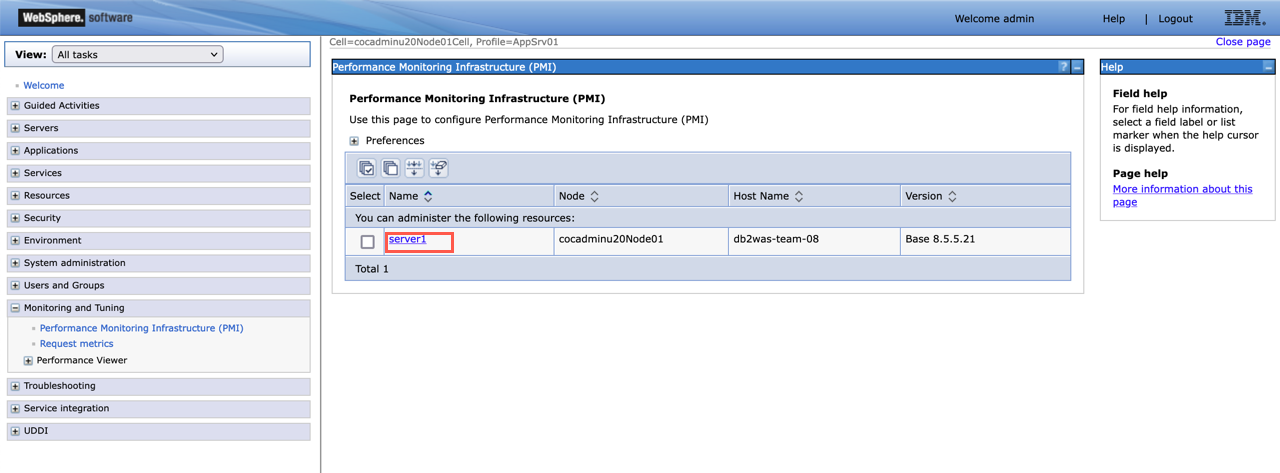 WebSphere. software
Welcome admin
Help | Logout
IBM.
View: All tasks
Welcome
Guided Activities
Servers
Applications
Services
Resources
Security
Environment
System administration
Users and Groups
Monitoring and Tuning
Performance Monitoring Infrastructure (PMI)
Request metrics
Performance Viewer
Troubleshooting
Service integration
UDDI
Cell=cocadminu20Node01Cell, Profile=AppSrv01
Close page
Performance Monitoring Infrastructure (PMI)
?
Performance Monitoring Infrastructure (PMI)
Use this page to configure Performance Monitoring Infrastructure (PMI)
Preferences
Select Name Node Host Name Version
You can administer the following resources:
server1 cocadminu20Node01 db2was-team-08 Base 8.5.5.21
Total 1
Help
Field help
For field help information,
select a field label or list
marker when the help cursor
is displayed.
Page help
More information about this
page